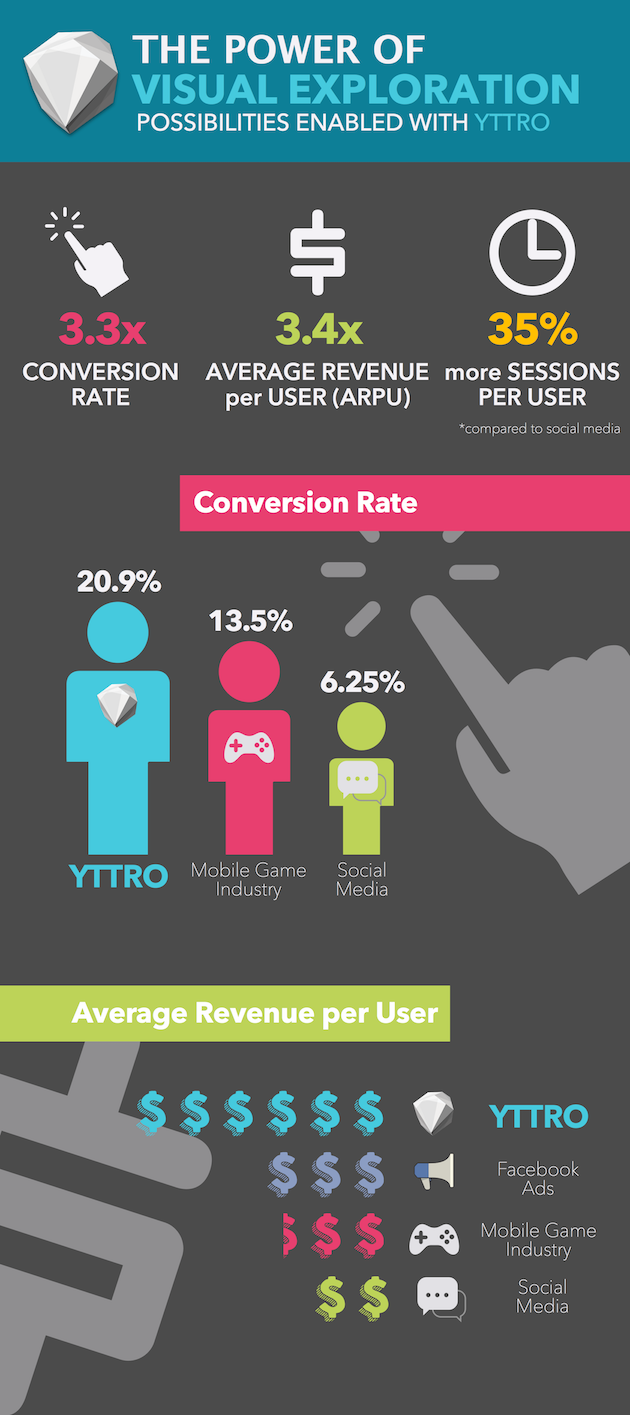 THE POWER OF
VISUAL EXPLORATION
POSSIBILITIES ENABLED WITH YTTRO
3.3x
CONVERSION
RATE
3.4x
AVERAGE REVENUE
per USER (ARPU)
35%
more SESSIONS
PER USER
*compared to social media
Conversion Rate
20.9%
13.5%
6.25%
YTTRO
Mobile Game
Industry
Social
Media
Average Revenue per User
$ $ $ $ $ $
YTTRO
$ $ $
Facebook
Ads
$ $ $
Mobile Game
Industry
$ $
Social
Media